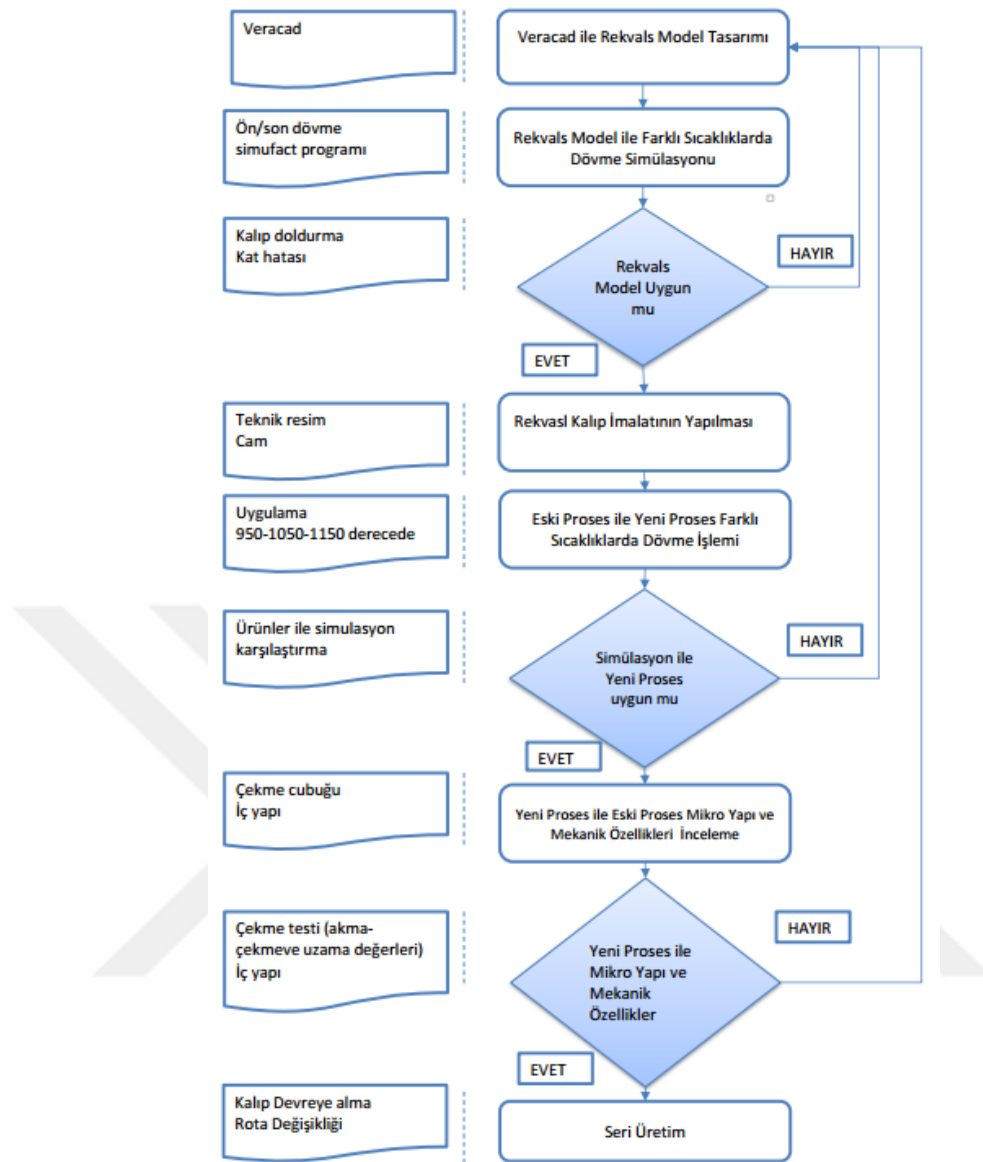 Veracad
Veracad ile Rekvals Model Tasarımı
Ön/son dövme
simufact programı
Rekvals Model ile Farklı Sıcaklıklarda
Dövme Simülasyonu
Kalıp doldurma
Kat hatası
Rekvals
Model Uygun
mu
HAYIR
EVET
Teknik resim
Cam
Rekvasl Kalıp İmalatının Yapılması
Uygulama
950-1050-1150 derecede
Eski Proses ile Yeni Proses Farklı
Sıcaklıklarda Dövme İşlemi
Ürünler ile simulasyon
karşılaştırma
Simülasyon ile
Yeni Proses
uygun mu
HAYIR
EVET
Çekme cubuğu
İç yapı
Yeni Proses ile Eski Proses Mikro Yapı ve
Mekanik Özellikleri İnceleme
Çekme testi (akma-
çekmeve uzama değerleri)
İç yapı
Yeni Proses ile
Mikro Yapı ve
Mekanik
Özellikler
HAYIR
EVET
Kalıp Devreye alma
Rota Değişikliği
Seri Üretim